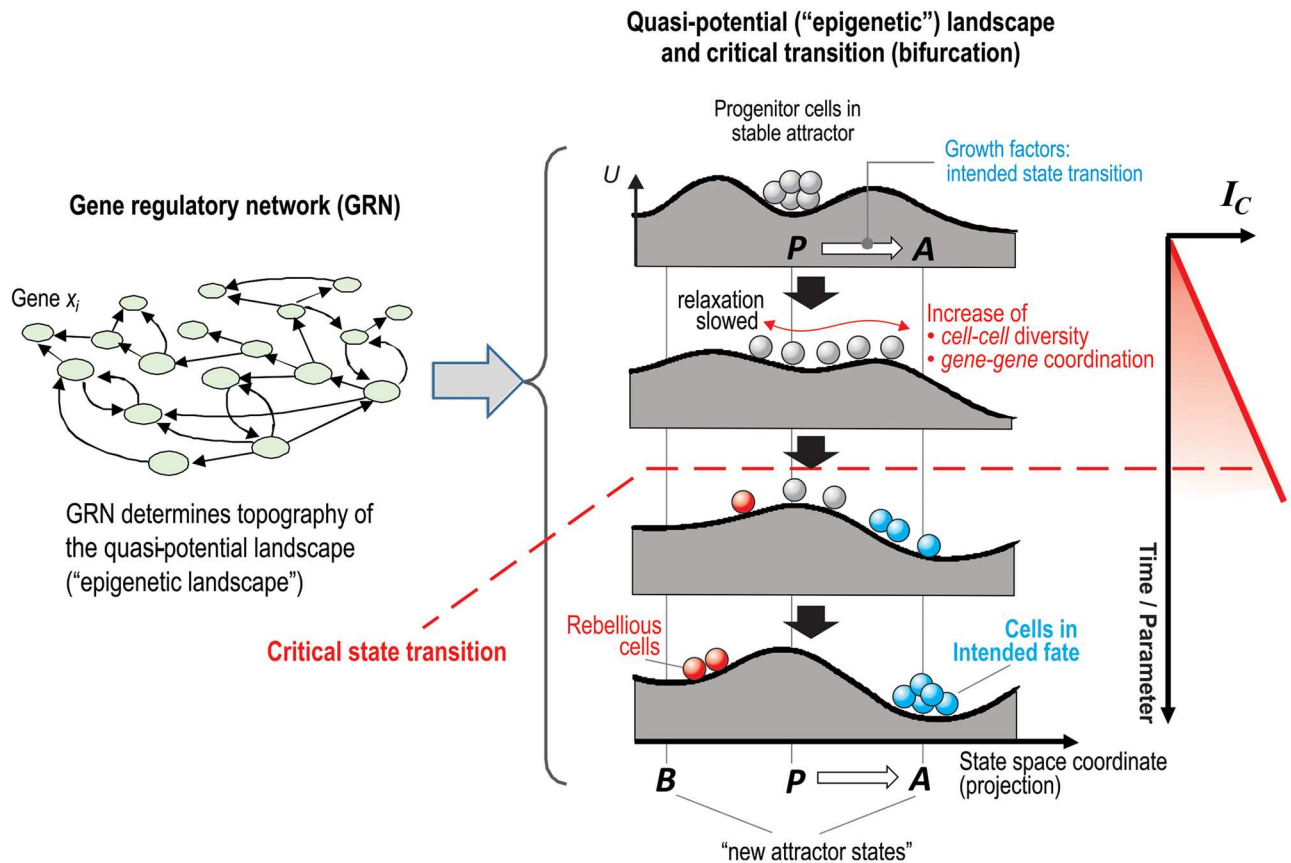 Quasi-potential (“epigenetic”) landscape
and critical transition (bifurcation)
Progenitor cells in
stable attractor
Growth factors:
intended state transition
U
P
A
Gene regulatory network (GRN)
Gene xi
GRN determines topography of
the quasi-potential landscape
(“epigenetic landscape”)
Critical state transition
relaxation
slowed
Increase of
• cell-cell diversity
• gene-gene coordination
IC
Time / Parameter
Rebellious
cells
Cells in
Intended fate
State space coordinate
(projection)
B
P
A
“new attractor states”